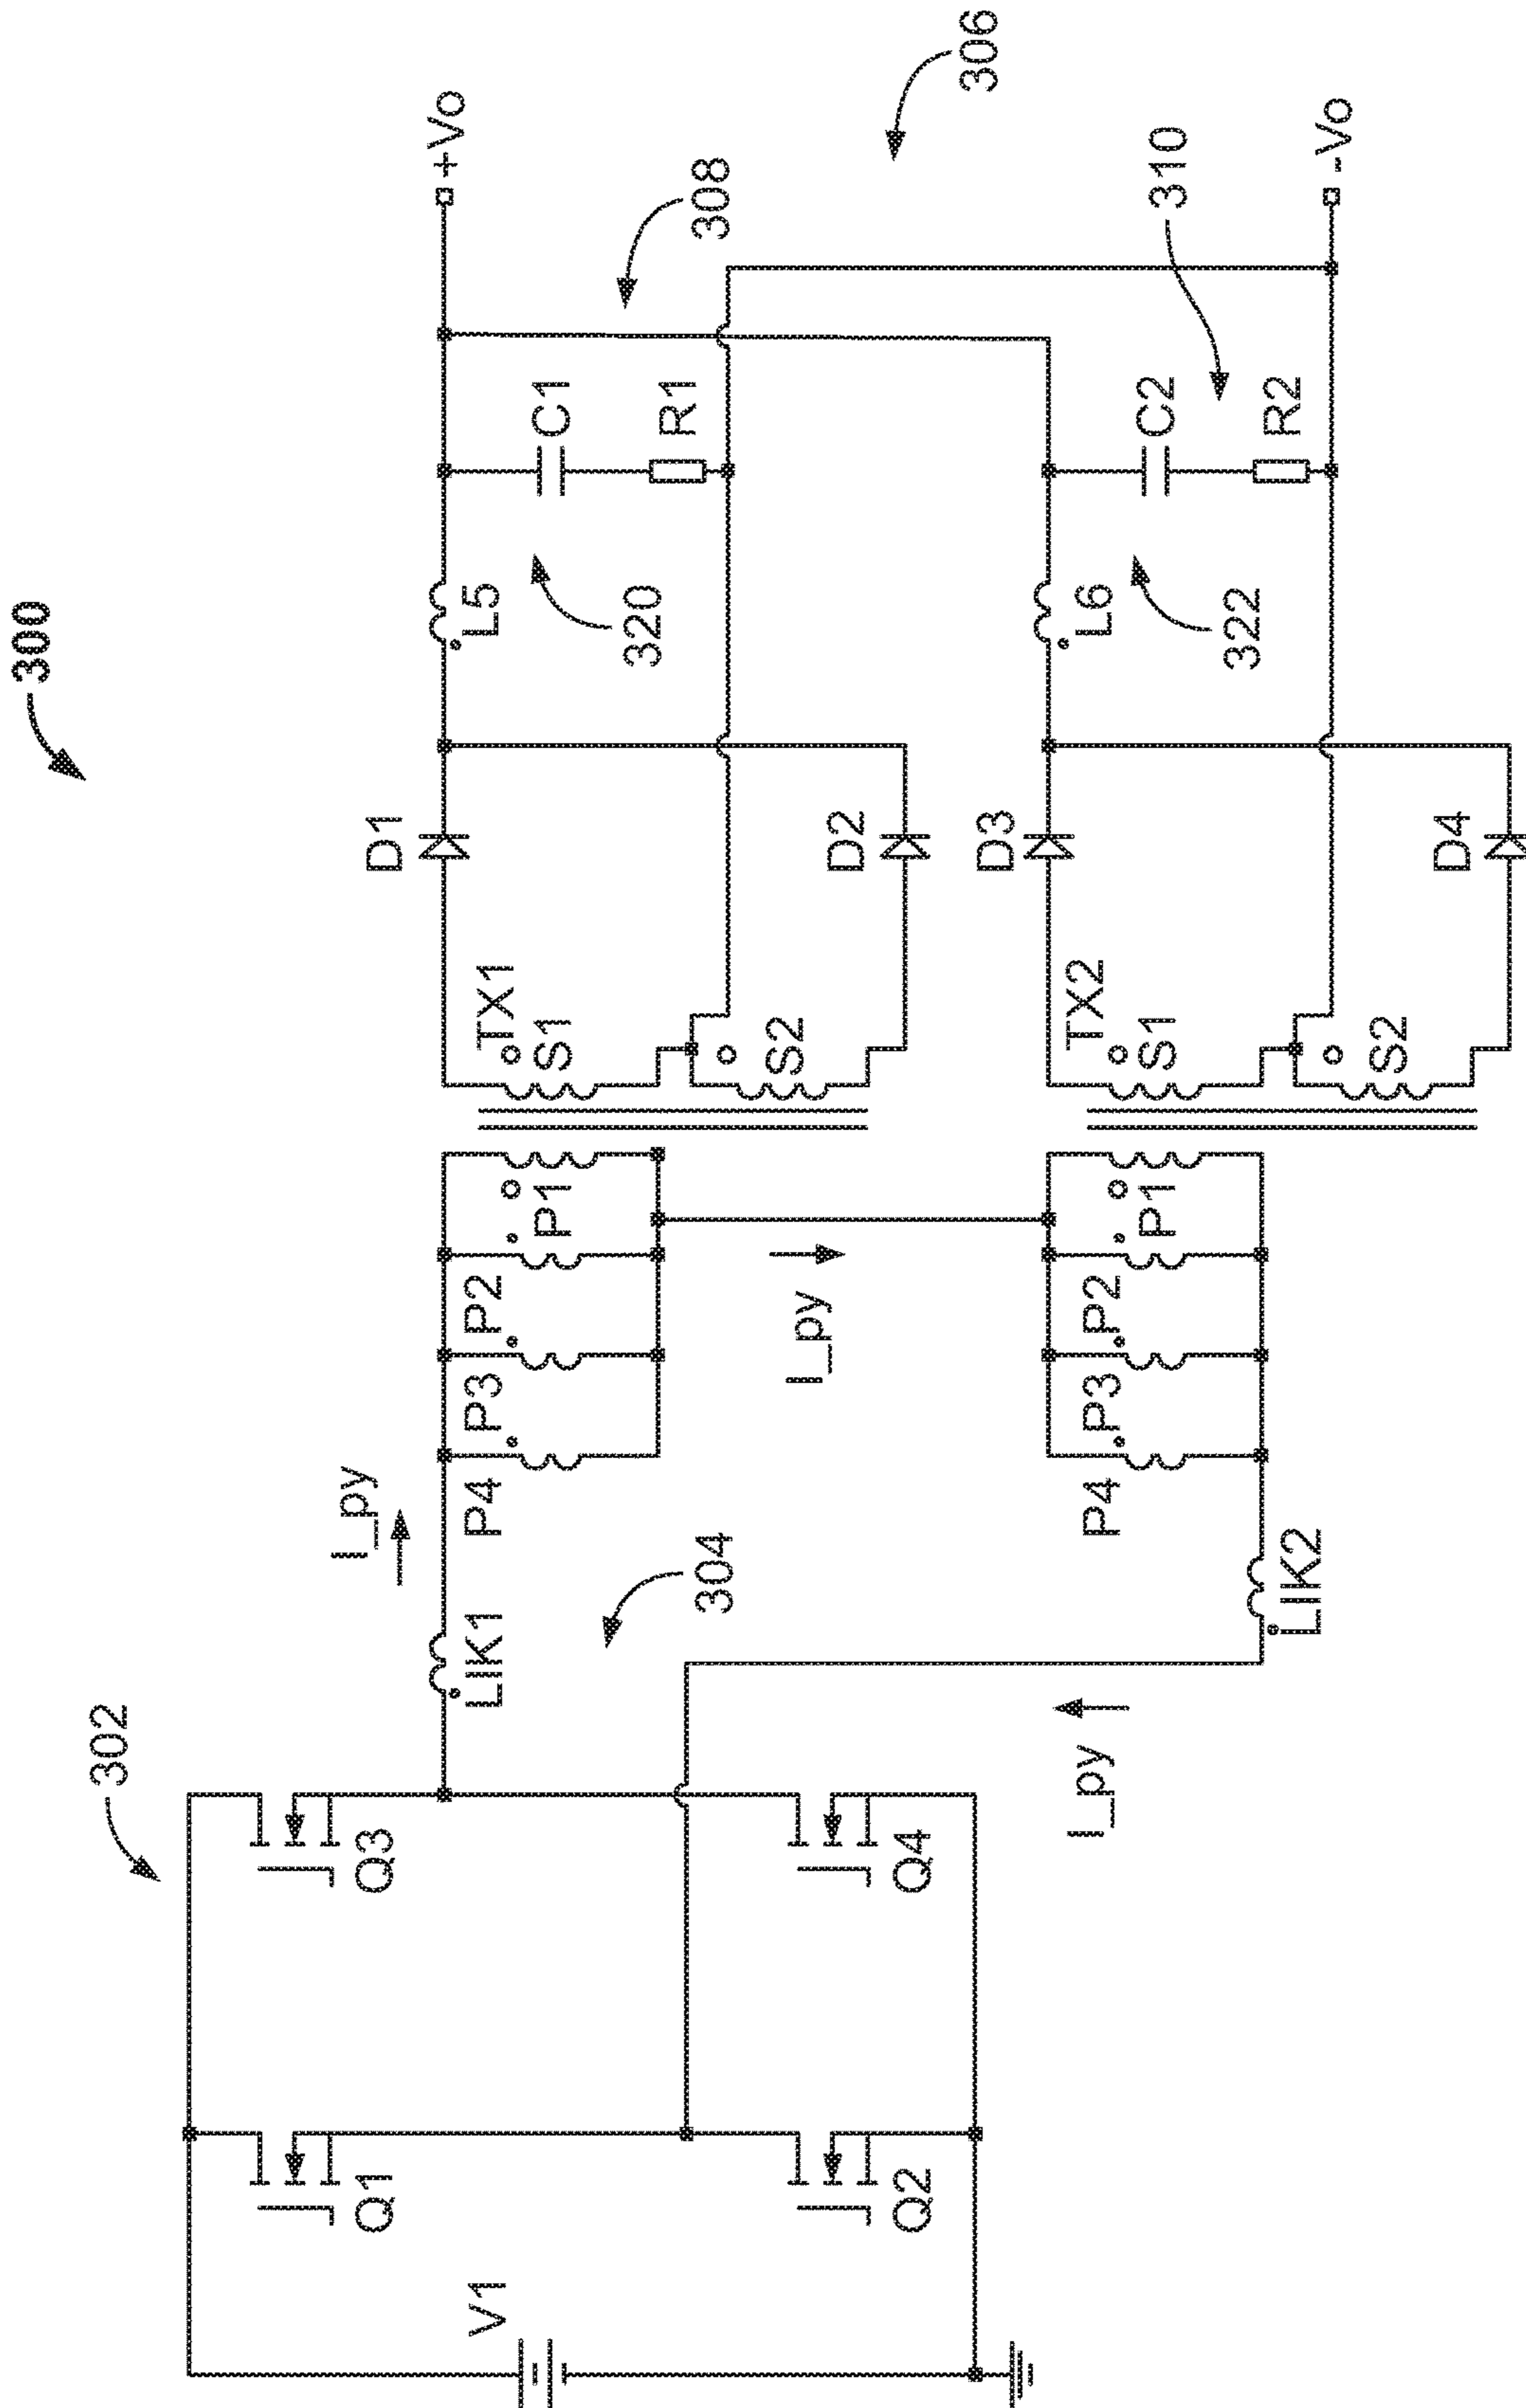 300
302
V1
Q1
Q2
Q3
Q4
304
LIK1
I_py
P4
P3
P2
P1
I_py
I_py
LIK2
P4
P3
P2
P1
TX1
S1
S2
TX2
S1
S2
D1
D2
D3
D4
L5
320
C1
R1
308
L6
322
C2
R2
310
306
+Vo
-Vo